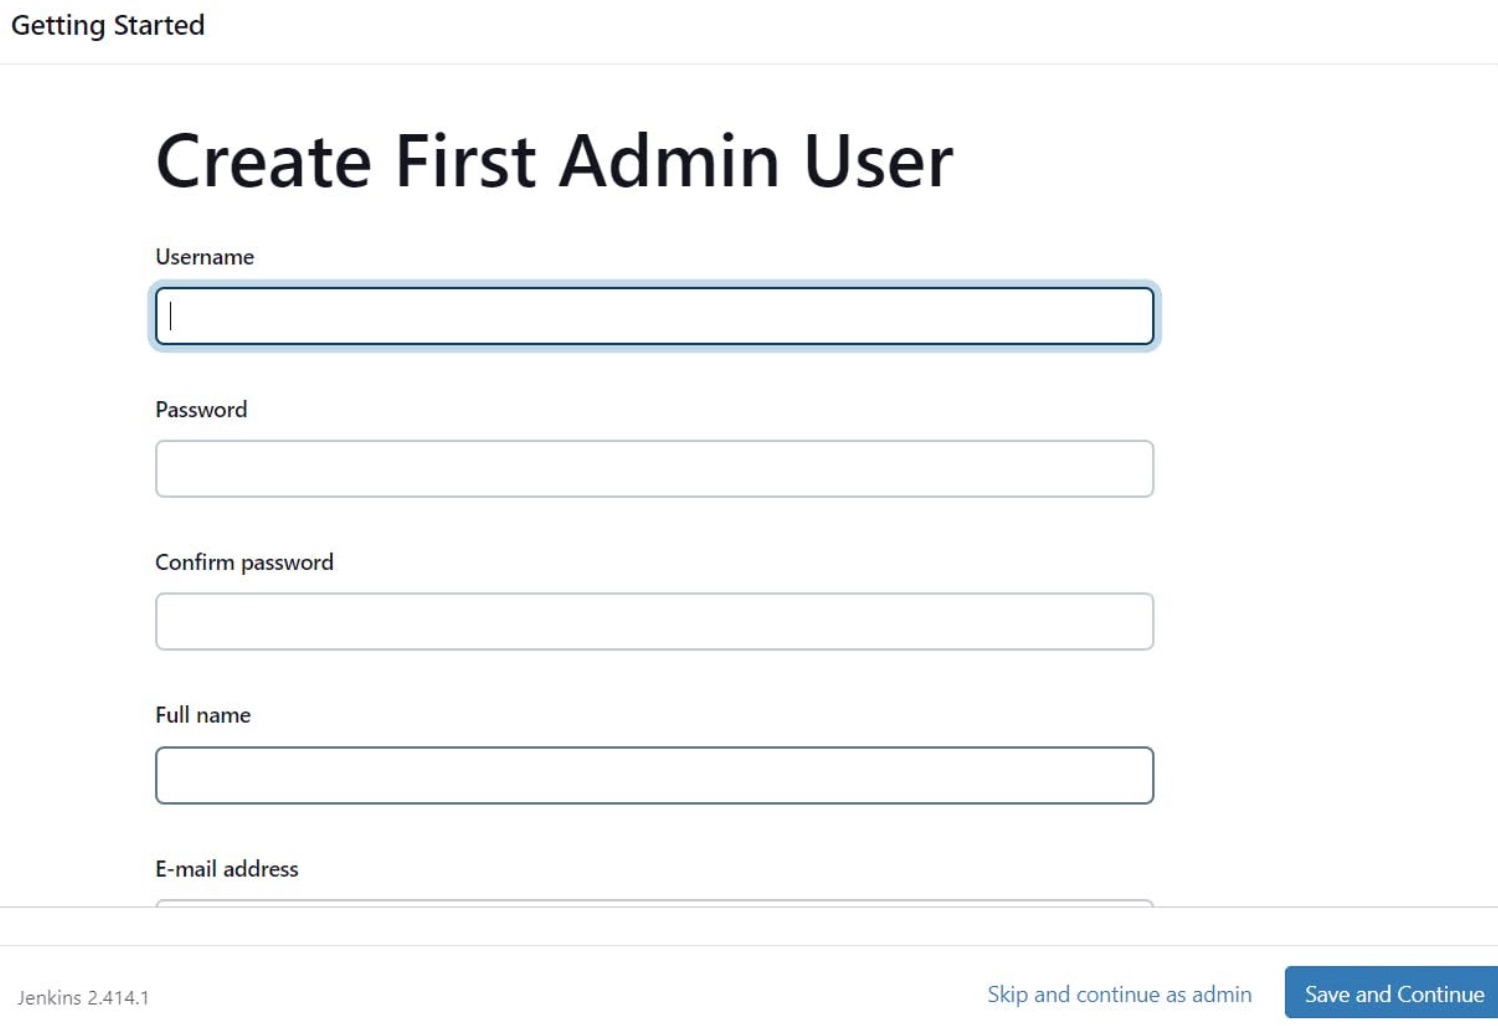 Getting Started
Create First Admin User
Username
Password
Confirm password
Full name
E-mail address
Jenkins 2.414.1
Skip and continue as admin
Save and Continue